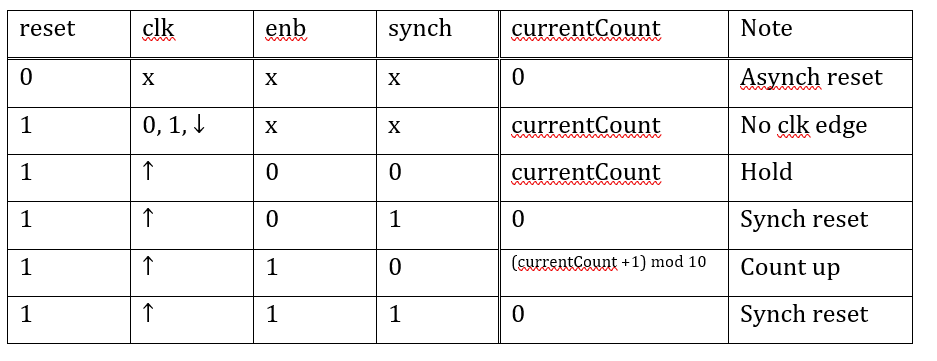 reset clk enb synch currentCount Note
0 x x x 0 Asynch reset
1 0, 1, ↓ x x currentCount No clk edge
1 ↑ 0 0 currentCount Hold
1 ↑ 0 1 0 Synch reset
1 ↑ 1 0 (currentCount +1) mod 10 Count up
1 ↑ 1 1 0 Synch reset